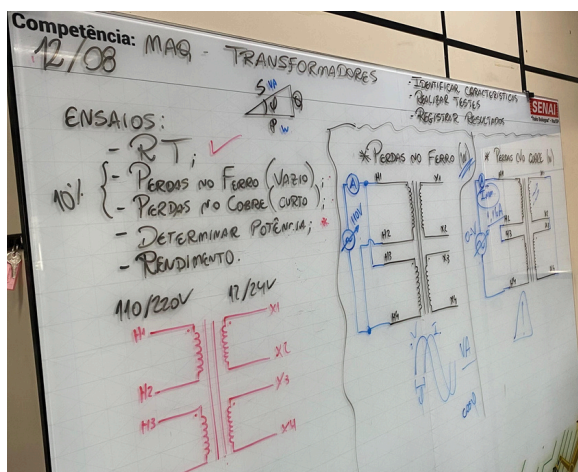 Competência: MAQ - TRANSFORMADORES
12/08
- IDENTIFICAR CARACTERÍSTICAS
- REALIZAR TESTES
- REGISTRAR RESULTADOS
SENAI
S VA
φ
Q
P W
ENSAIOS:
- RT;
10%
- PERDAS NO FERRO (VAZIO);
- PERDAS NO COBRE (CURTO);
- DETERMINAR POTÊNCIA; *
- RENDIMENTO.
110/220V 12/24V
H1
X1
H2
X2
H3
X3
X4
* PERDAS NO FERRO (W)
A
H1
X1
110V
H2
X2
H3
X3
H4
X4
V
I
VA
* PERDAS NO COBRE (W)